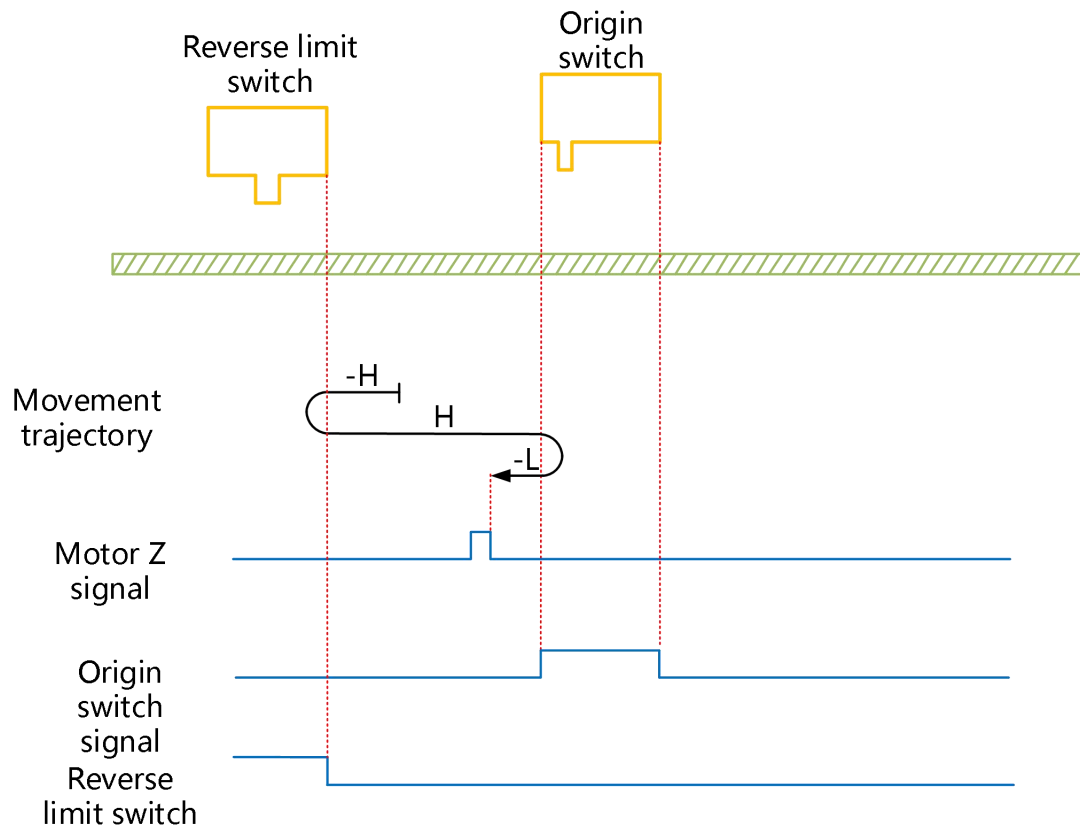 Origin
switch
Reverse limit
switch
-H
Movement
trajectory
H
-L
Motor Z
signal
Origin
switch
signal
Reverse
limit switch